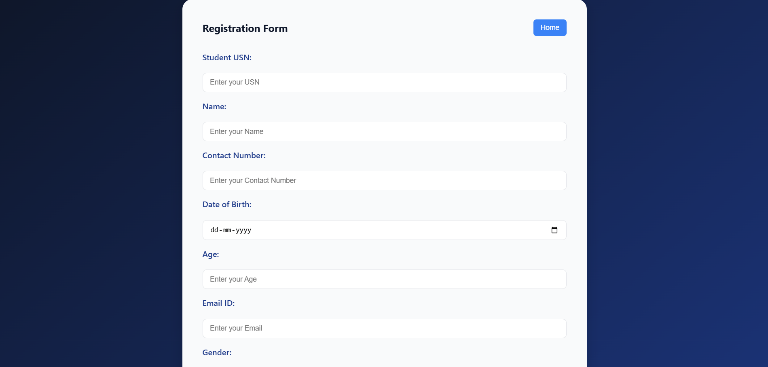 Registration Form
Home
Student USN:
Enter your USN
Name:
Enter your Name
Contact Number:
Enter your Contact Number
Date of Birth:
dd-mm-yyyy
Age:
Enter your Age
Email ID:
Enter your Email
Gender: